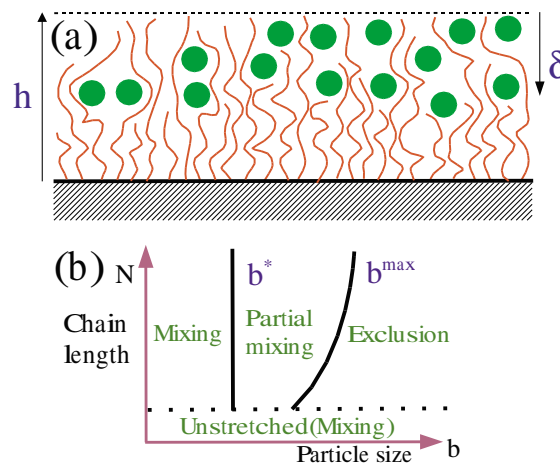 (a)
h
δ
(b)
N
b*
b^max
Chain
length
Mixing
Partial
mixing
Exclusion
Unstretched(Mixing)
Particle size
b